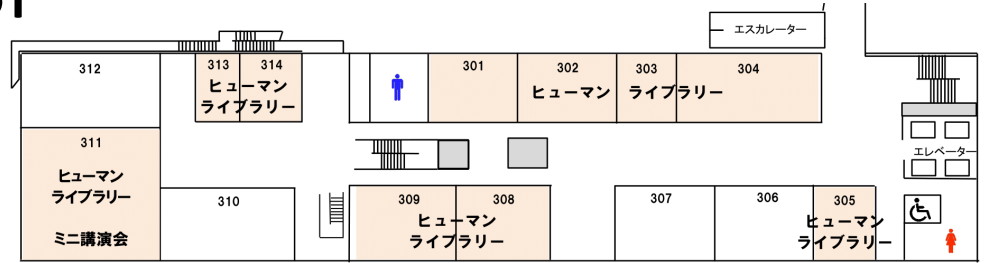 エスカレーター
312
313
314
ヒューマン
ライブラリー
301
302
303
304
ヒューマン ライブラリー
エレベーター
311
ヒューマン
ライブラリー
ミニ講演会
310
309
308
ヒューマン
ライブラリー
307
306
305
ヒューマン
ライブラリー